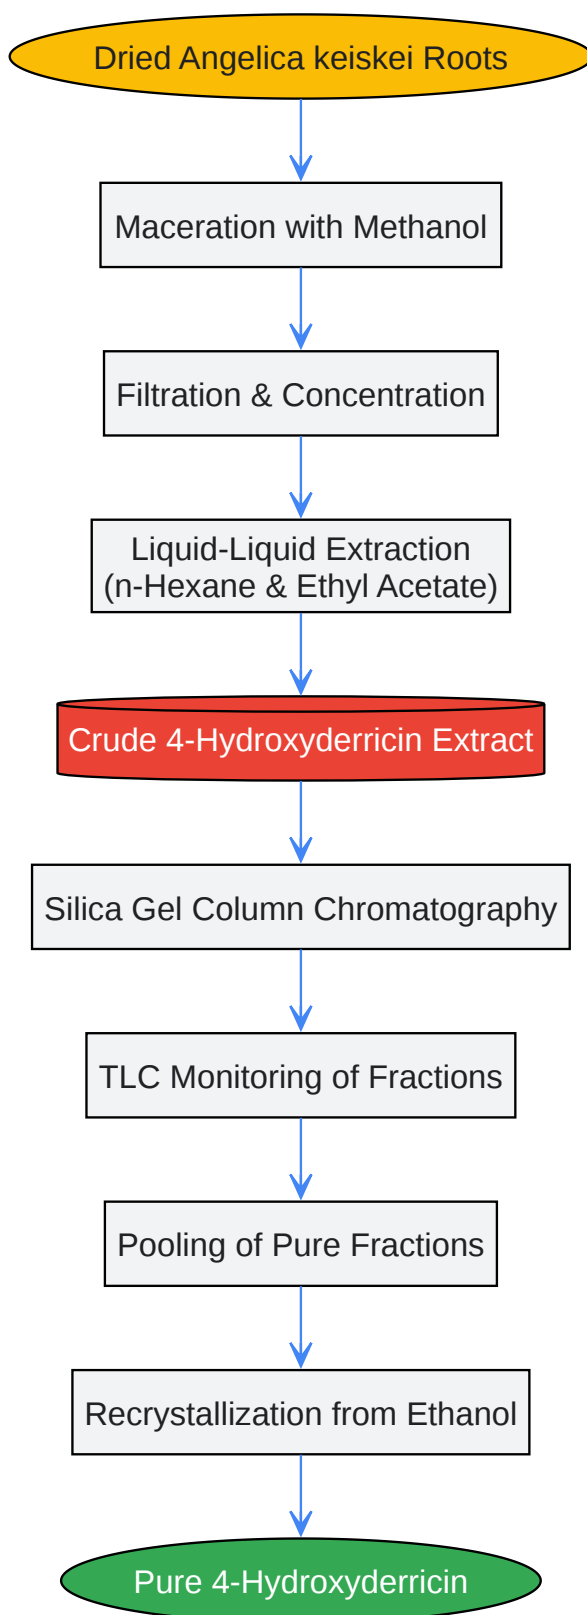 Dried Angelica keiskei Roots
Maceration with Methanol
Filtration & Concentration
Liquid-Liquid Extraction
(n-Hexane & Ethyl Acetate)
Crude 4-Hydroxyderricin Extract
Silica Gel Column Chromatography
TLC Monitoring of Fractions
Pooling of Pure Fractions
Recrystallization from Ethanol
Pure 4-Hydroxyderricin